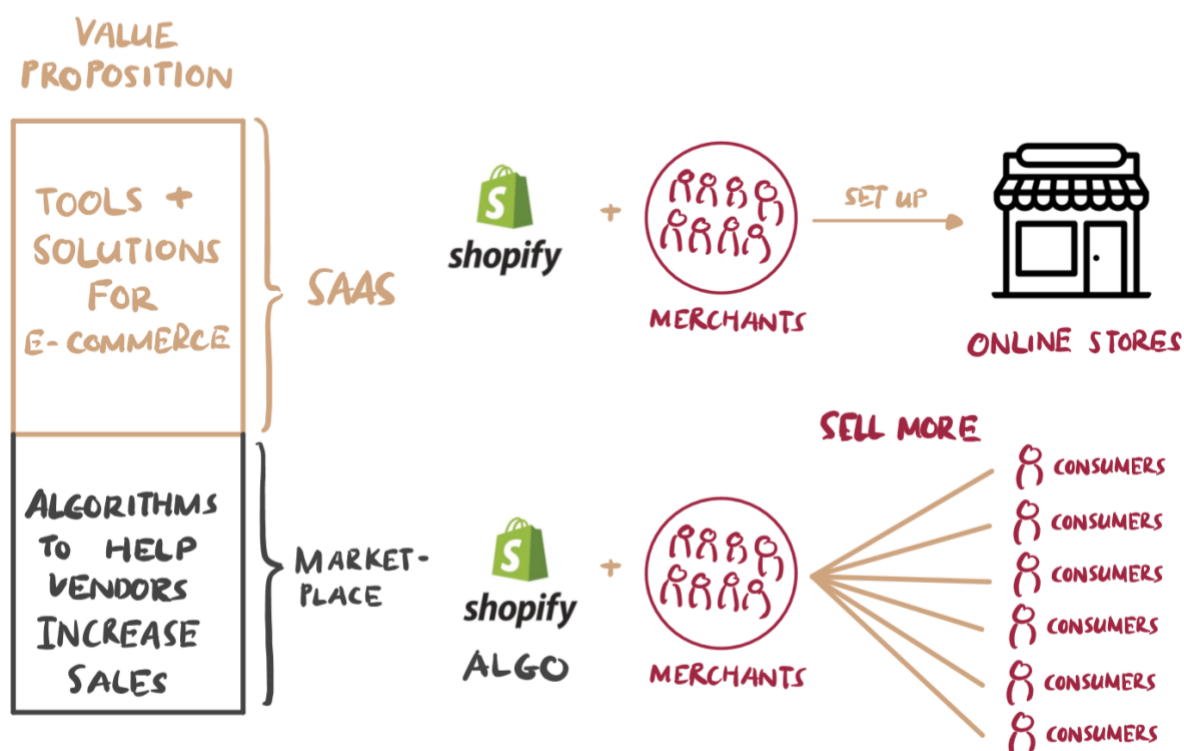 VALUE
PROPOSITION
TOOLS +
SOLUTIONS
FOR
E-COMMERCE
SAAS
shopify
+
MERCHANTS
SET UP
ONLINE STORES
ALGORITHMS
TO HELP
VENDORS
INCREASE
SALES
MARKET-
PLACE
shopify
ALGO
+
MERCHANTS
SELL MORE
CONSUMERS
CONSUMERS
CONSUMERS
CONSUMERS
CONSUMERS
CONSUMERS